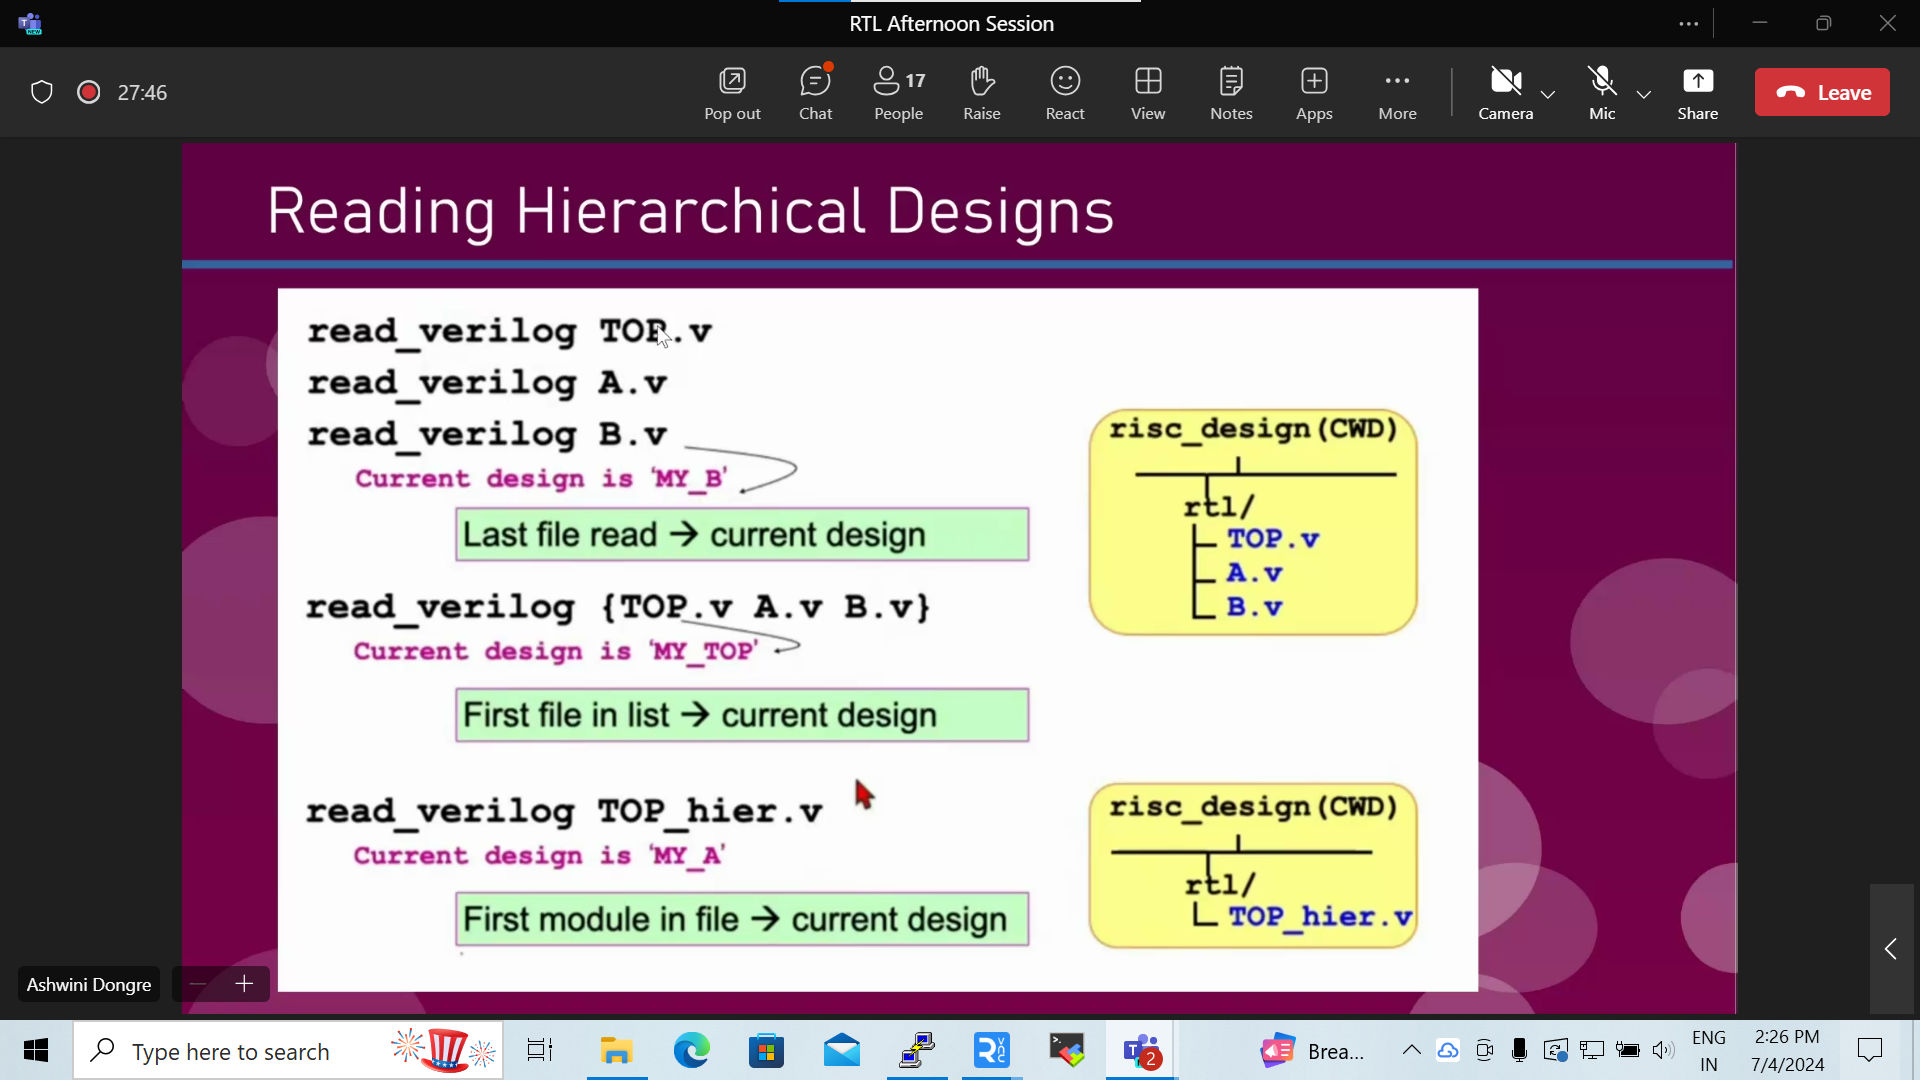 RTL Afternoon Session
27:46
Pop out
Chat
17
People
Raise
React
View
Notes
Apps
More
Camera
Mic
Share
Leave
Reading Hierarchical Designs
read_verilog TOP.v
read_verilog A.v
read_verilog B.v
Current design is ‘MY_B’
Last file read → current design
read_verilog {TOP.v A.v B.v}
Current design is ‘MY_TOP’
First file in list → current design
read_verilog TOP_hier.v
Current design is ‘MY_A’
First module in file → current design
risc_design(CWD)
rtl/
TOP.v
A.v
B.v
risc_design(CWD)
rtl/
TOP_hier.v
Ashwini Dongre
Type here to search
2
Brea...
ENG
IN
2:26 PM
7/4/2024